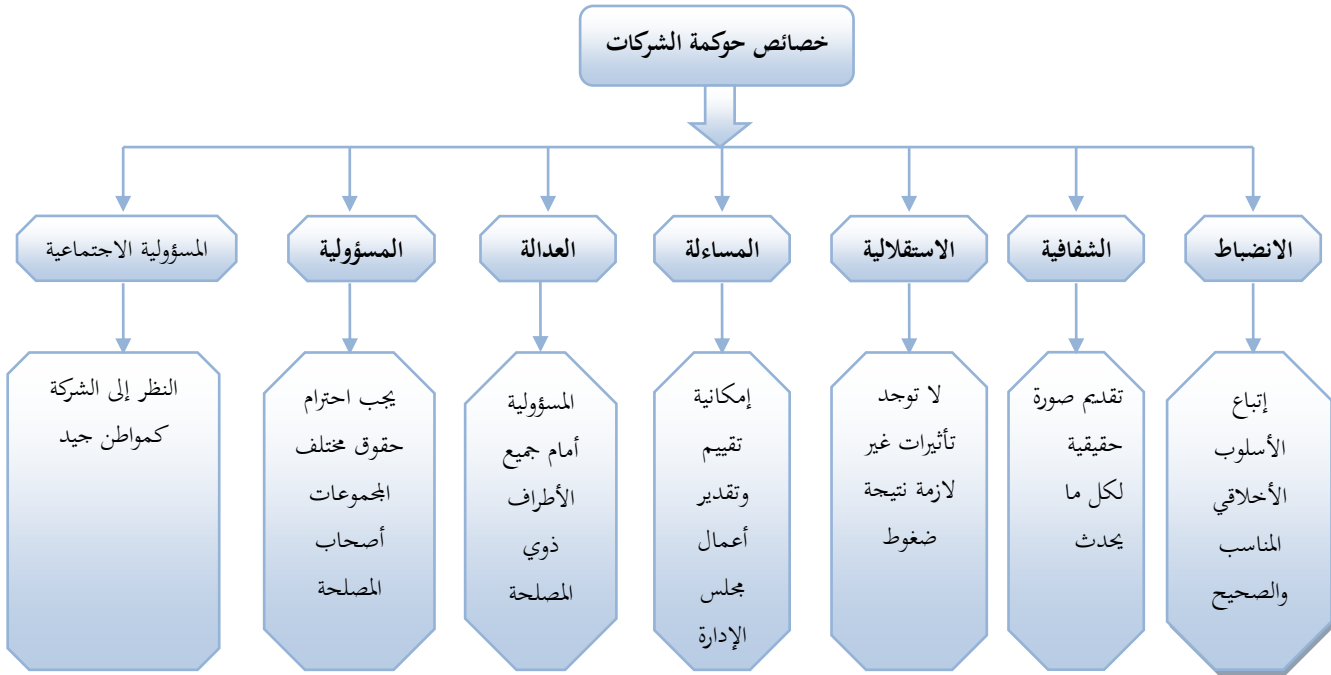 خصائص حوكمة الشركات
الانضباط
الشفافية
الاستقلالية
المساءلة
العدالة
المسؤولية
المسؤولية الاجتماعية
إتباع
الأسلوب
الأخلاقي
المناسب
والصحيح
تقديم صورة
حقيقية
لكل ما
يحدث
لا توجد
تأثيرات غير
لازمة نتيجة
ضغوط
إمكانية
تقييم
وتقدير
أعمال
مجلس
الإدارة
المسؤولية
أمام جميع
الأطراف
ذوي
المصلحة
يجب احترام
حقوق مختلف
المجموعات
أصحاب
المصلحة
النظر إلى الشركة
كمواطن جيد